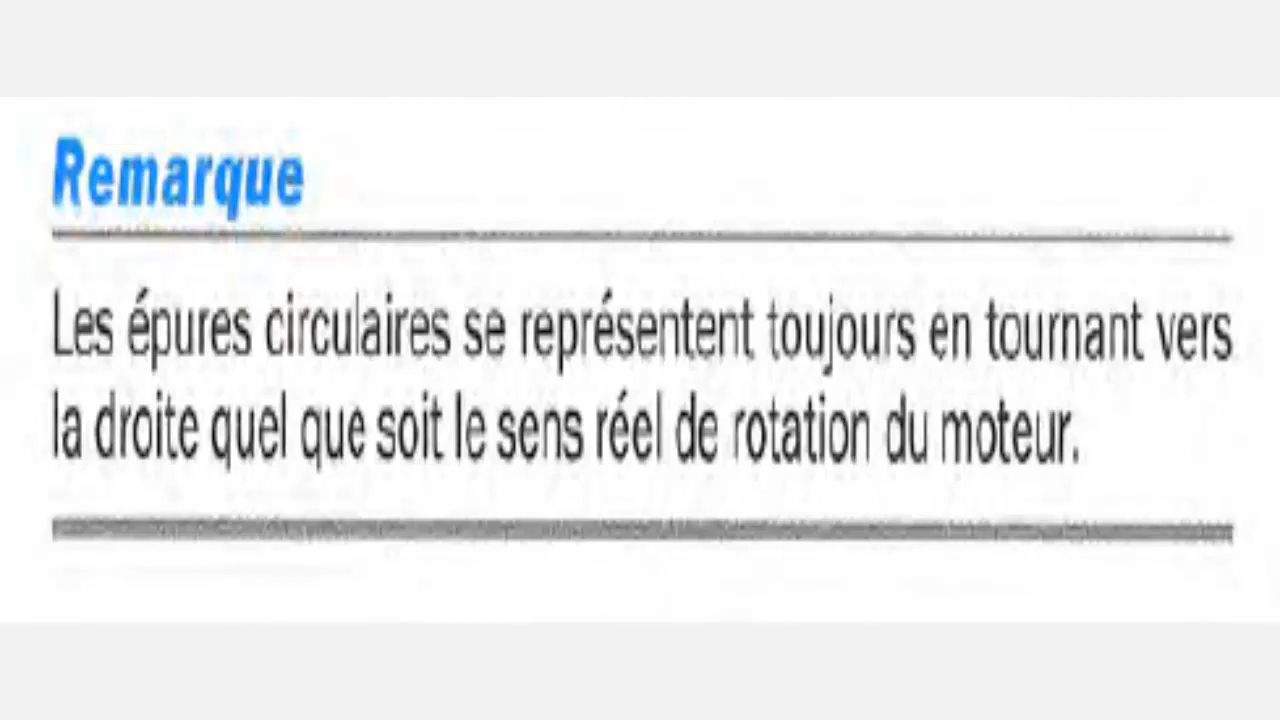 Remarque
Les épures circulaires se représentent toujours en tournant vers
la droite quel que soit le sens réel de rotation du moteur.